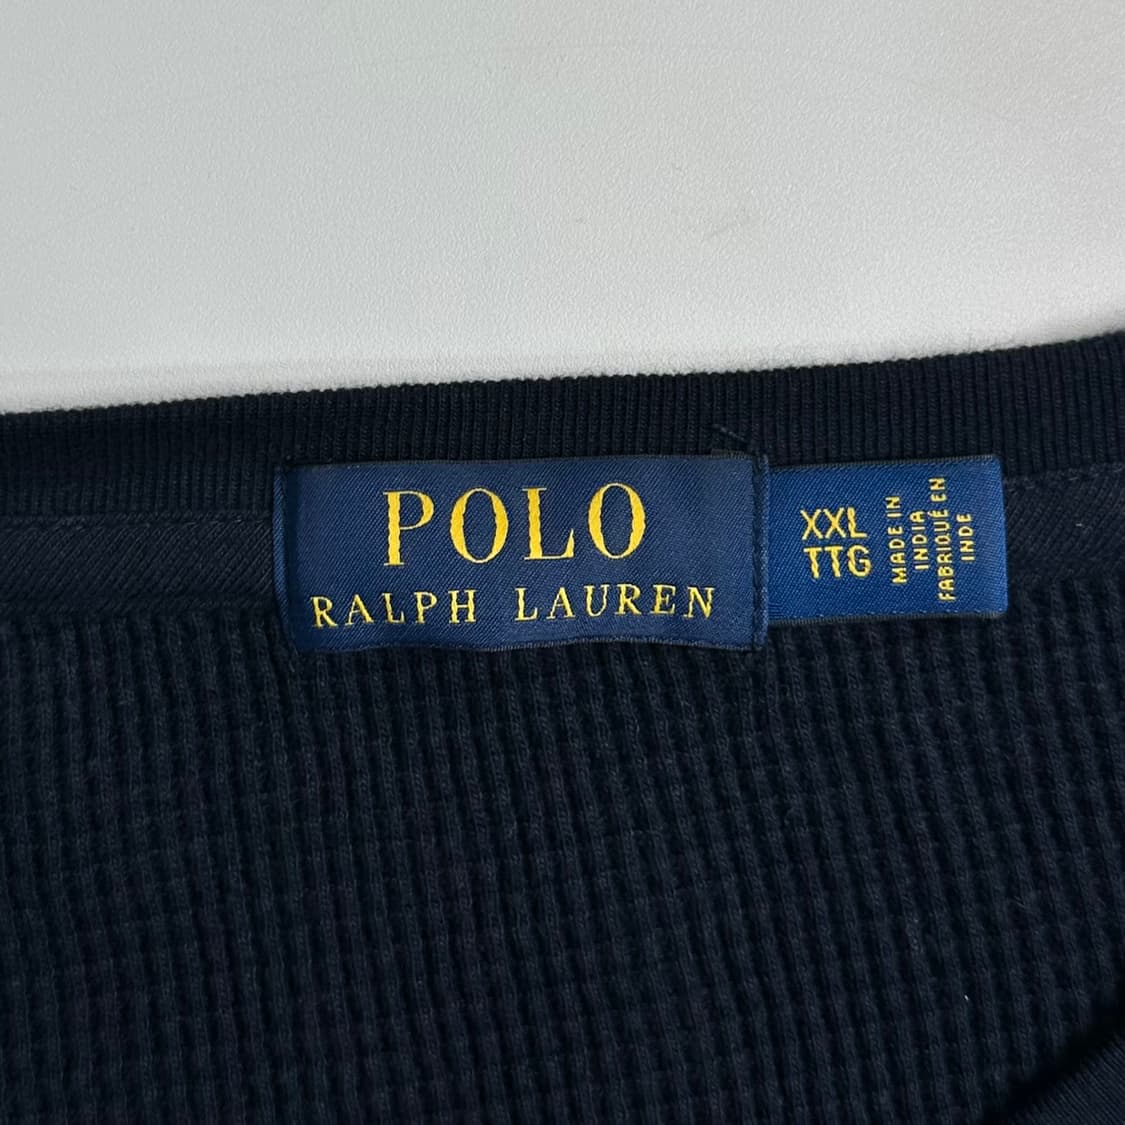 POLO
RALPH LAUREN
XXL
TTG
MADE IN
INDIA
FABRIQUÉ EN
INDE